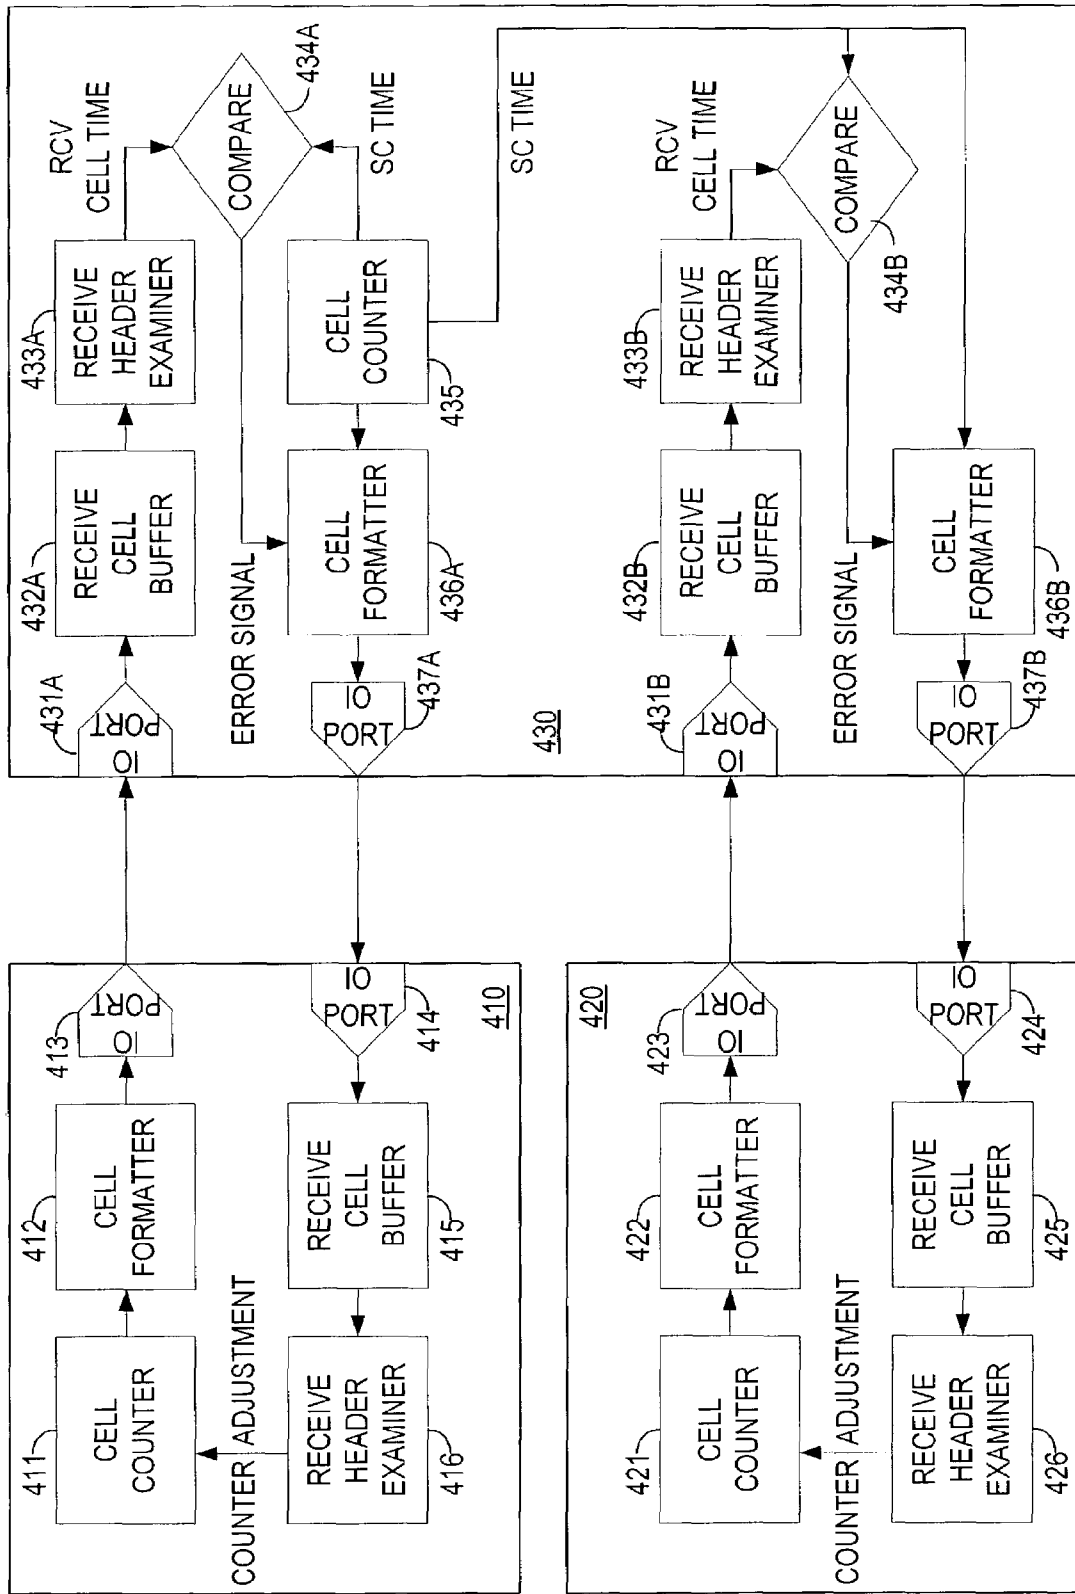 411
CELL
COUNTER
412
CELL
FORMATTER
413
IO
PORT
431A
IO
PORT
432A
RECEIVE
CELL
BUFFER
433A
RECEIVE
HEADER
EXAMINER
RCV
CELL TIME
COMPARE
434A
COUNTER ADJUSTMENT
ERROR SIGNAL
SC TIME
RECEIVE
HEADER
EXAMINER
416
RECEIVE
CELL
BUFFER
415
IO
PORT
414
410
IO
PORT
437A
CELL
FORMATTER
436A
CELL
COUNTER
435
SC TIME
430
421
CELL
COUNTER
422
CELL
FORMATTER
423
IO
PORT
420
431B
IO
PORT
432B
RECEIVE
CELL
BUFFER
433B
RECEIVE
HEADER
EXAMINER
RCV
CELL TIME
COMPARE
434B
COUNTER ADJUSTMENT
ERROR SIGNAL
RECEIVE
HEADER
EXAMINER
426
RECEIVE
CELL
BUFFER
425
IO
PORT
424
IO
PORT
437B
CELL
FORMATTER
436B